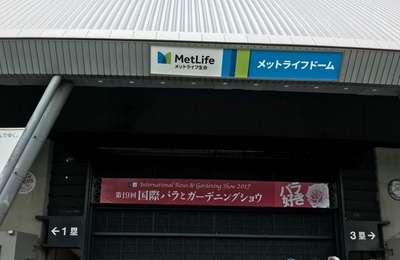 MetLife
メットライフ生命
メットライフドーム
International Roses & Gardening Show 2017
第19回 国際バラとガーデニングショウ
バラ
好き
←1塁
3塁→